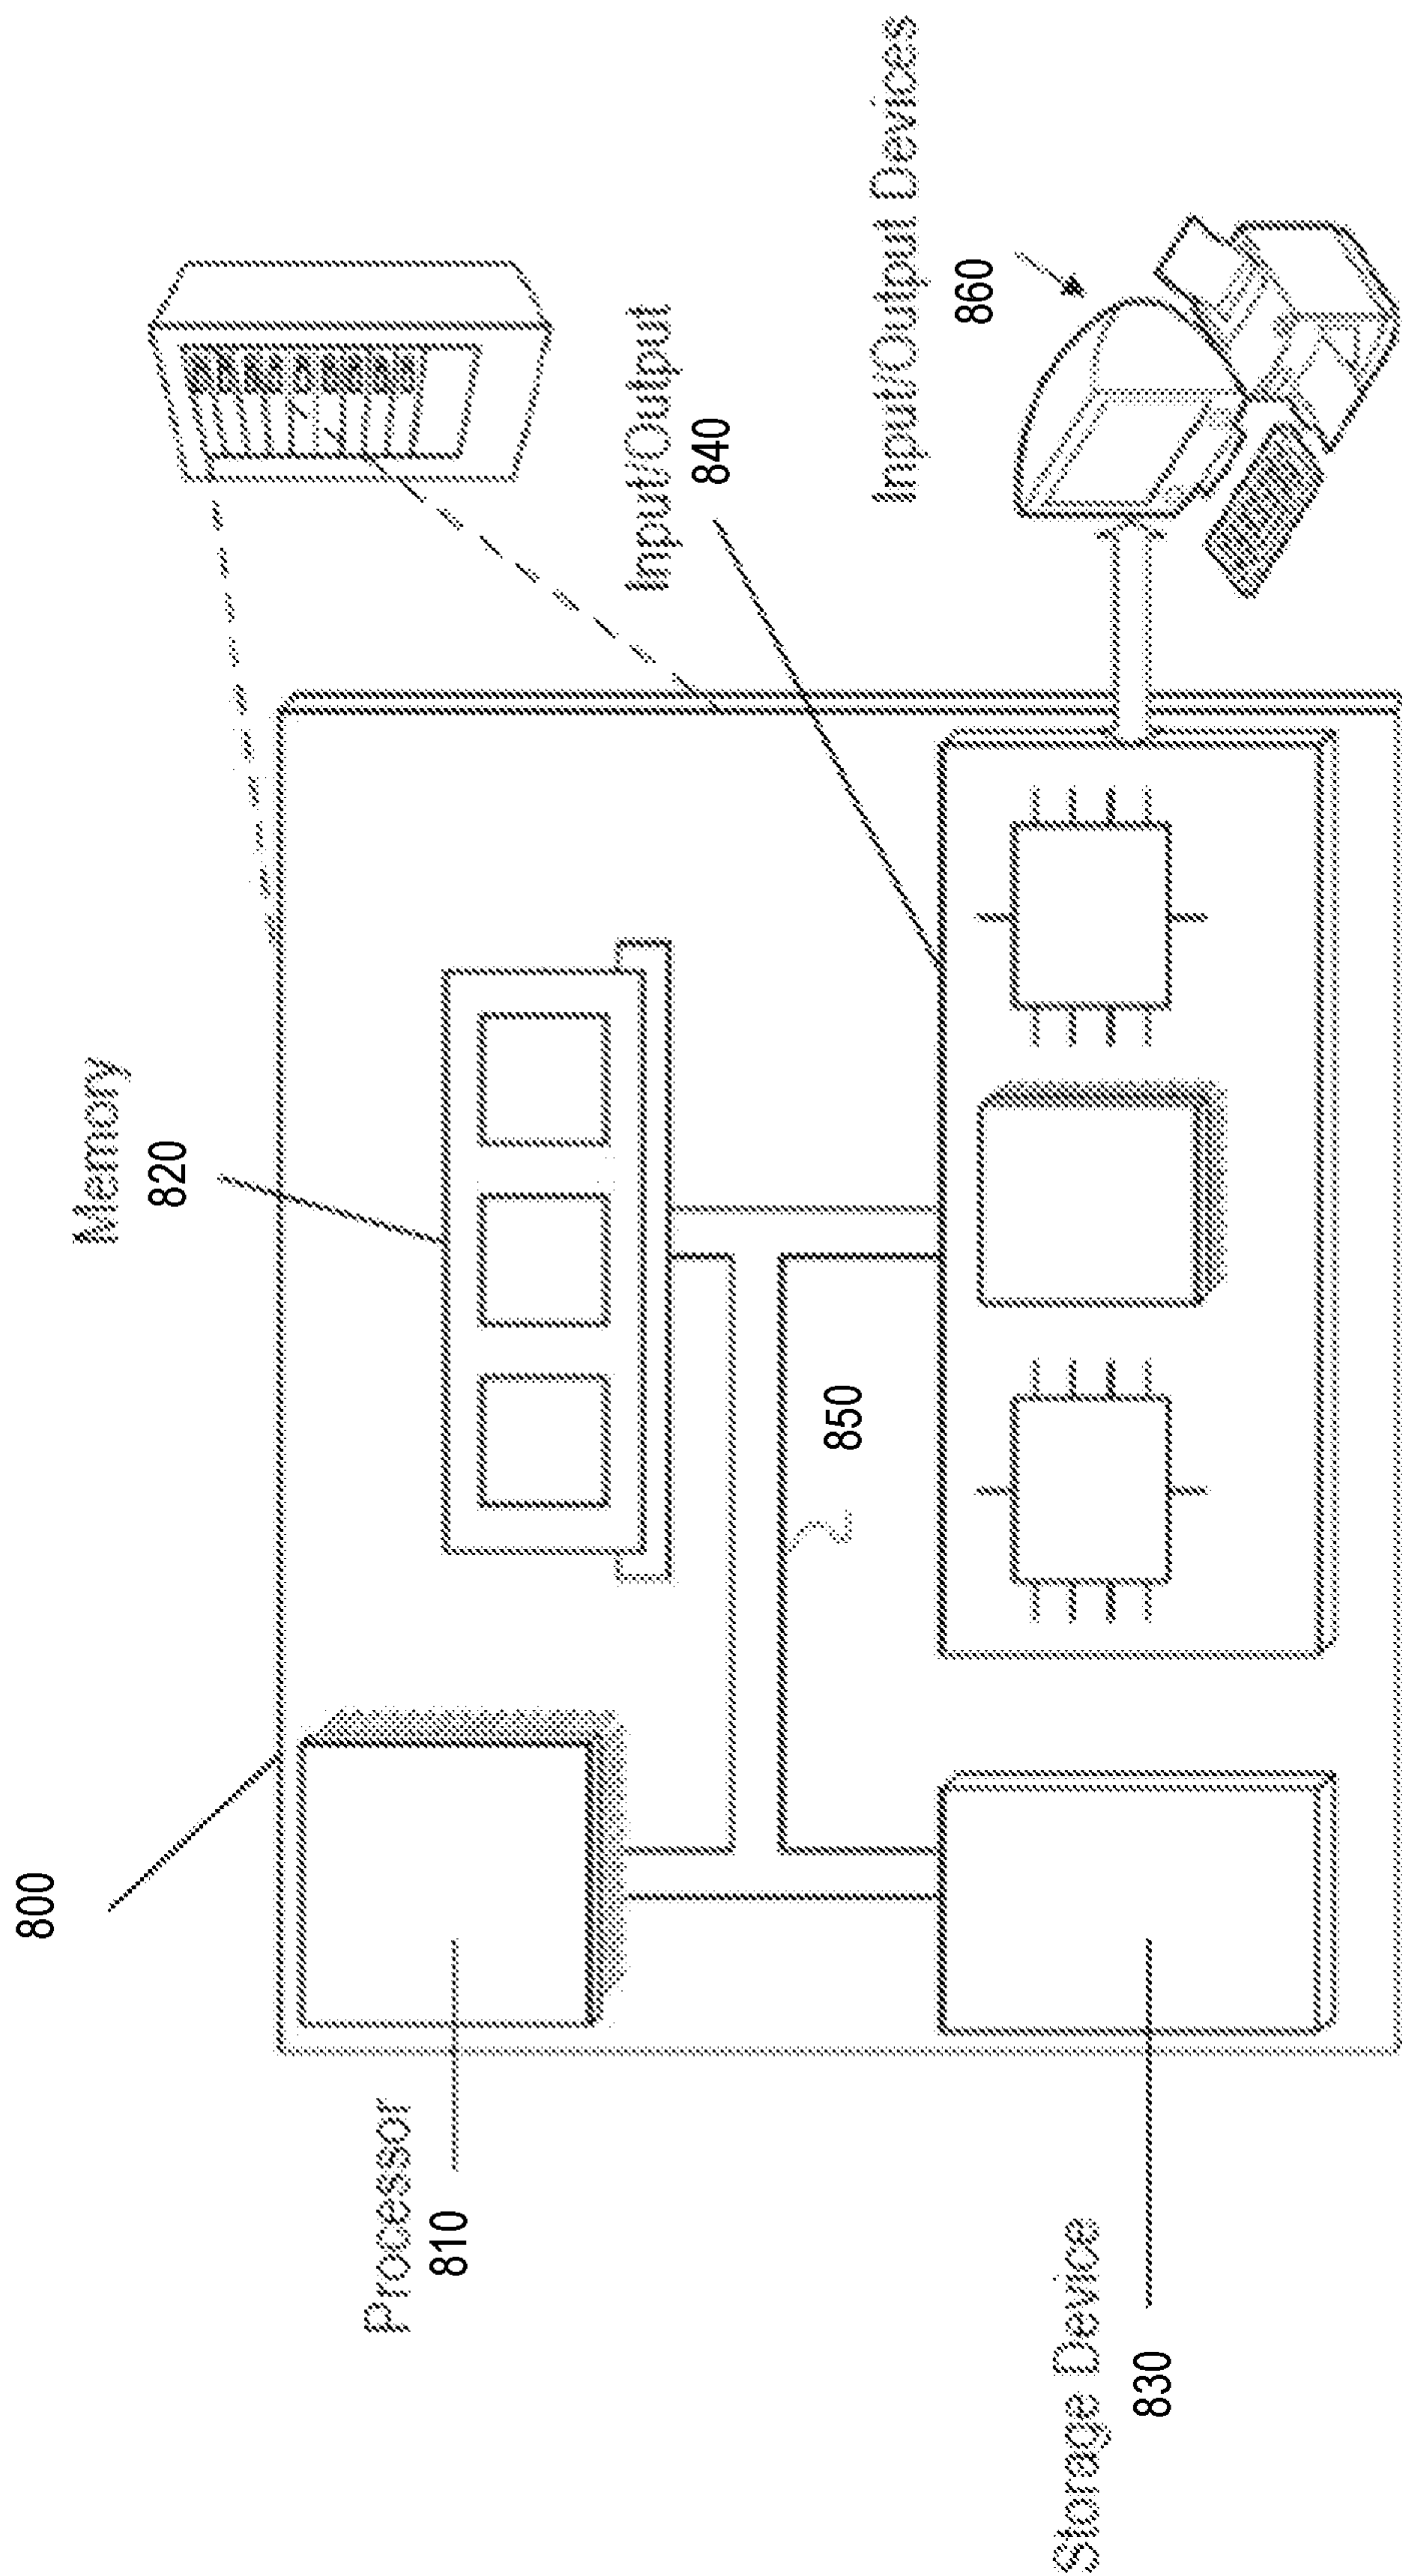 800
Memory
820
Input/Output
840
Input/Output Devices
860
Processor
810
850
Storage Device
830